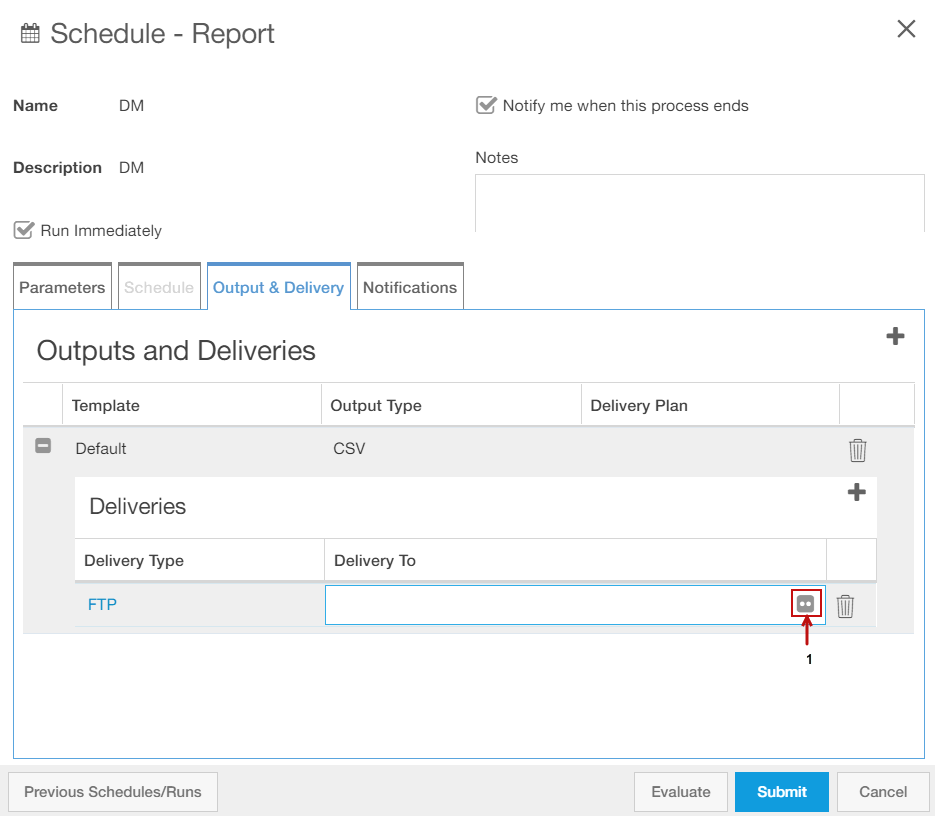 Schedule - Report
Name DM
Notify me when this process ends
Description DM
Notes
Run Immediately
Parameters Schedule Output & Delivery Notifications
Outputs and Deliveries
Template Output Type Delivery Plan
Default CSV
Deliveries
Delivery Type Delivery To
FTP
1
Previous Schedules/Runs Evaluate Submit Cancel